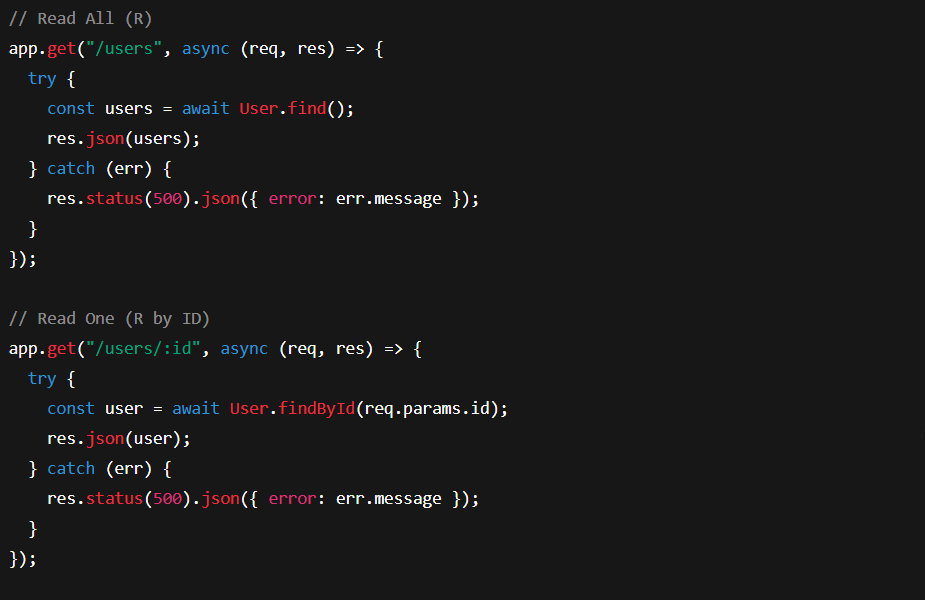 // Read All (R)
app.get("/users", async (req, res) => {
  try {
    const users = await User.find();
    res.json(users);
  } catch (err) {
    res.status(500).json({ error: err.message });
  }
});

// Read One (R by ID)
app.get("/users/:id", async (req, res) => {
  try {
    const user = await User.findById(req.params.id);
    res.json(user);
  } catch (err) {
    res.status(500).json({ error: err.message });
  }
});